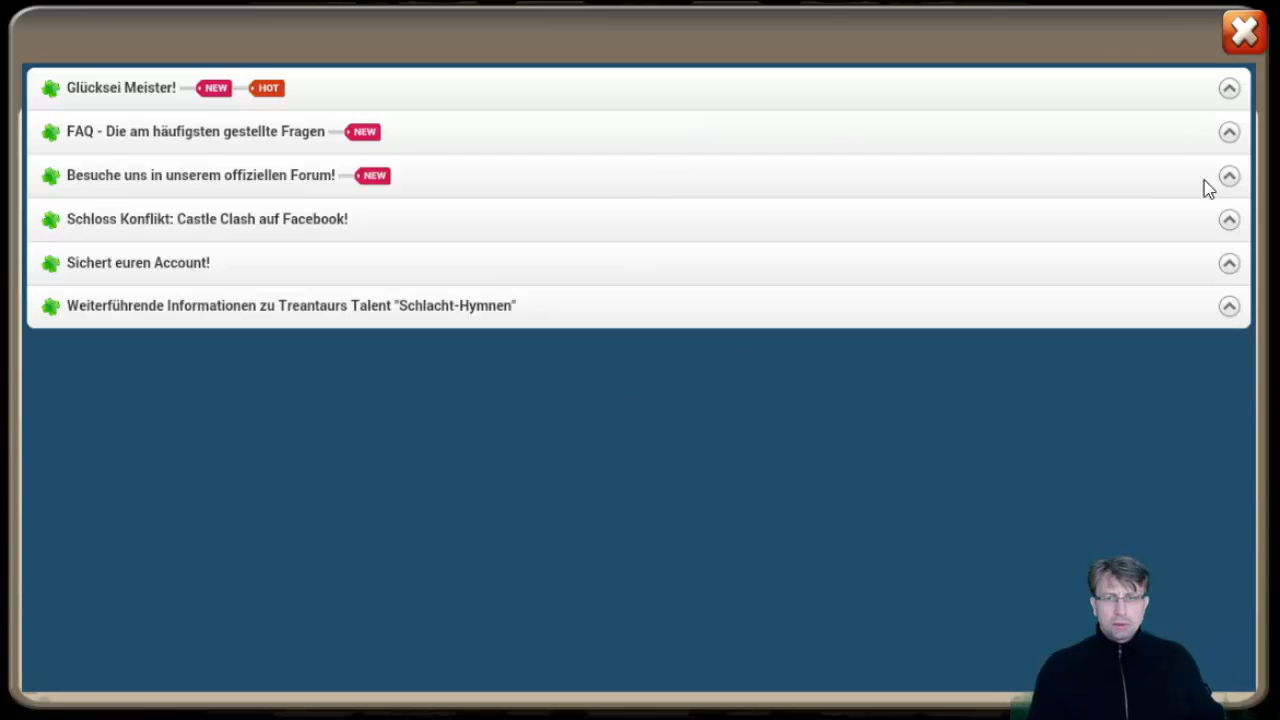 Glücksei Meister! NEW HOT
FAQ - Die am häufigsten gestellte Fragen NEW
Besuche uns in unserem offiziellen Forum! NEW
Schloss Konflikt: Castle Clash auf Facebook!
Sichert euren Account!
Weiterführende Informationen zu Treantaurs Talent "Schlacht-Hymnen"